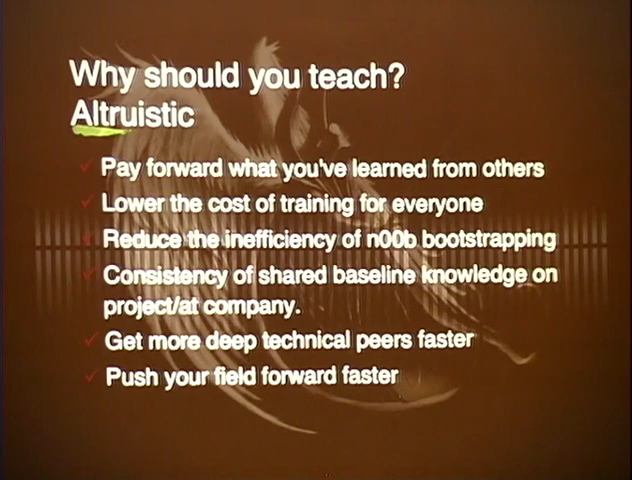 Why should you teach?
Altruistic
Pay forward what you've learned from others
Lower the cost of training for everyone
Reduce the inefficiency of n00b bootstrapping
Consistency of shared baseline knowledge on
project/at company.
Get more deep technical peers faster
Push your field forward faster